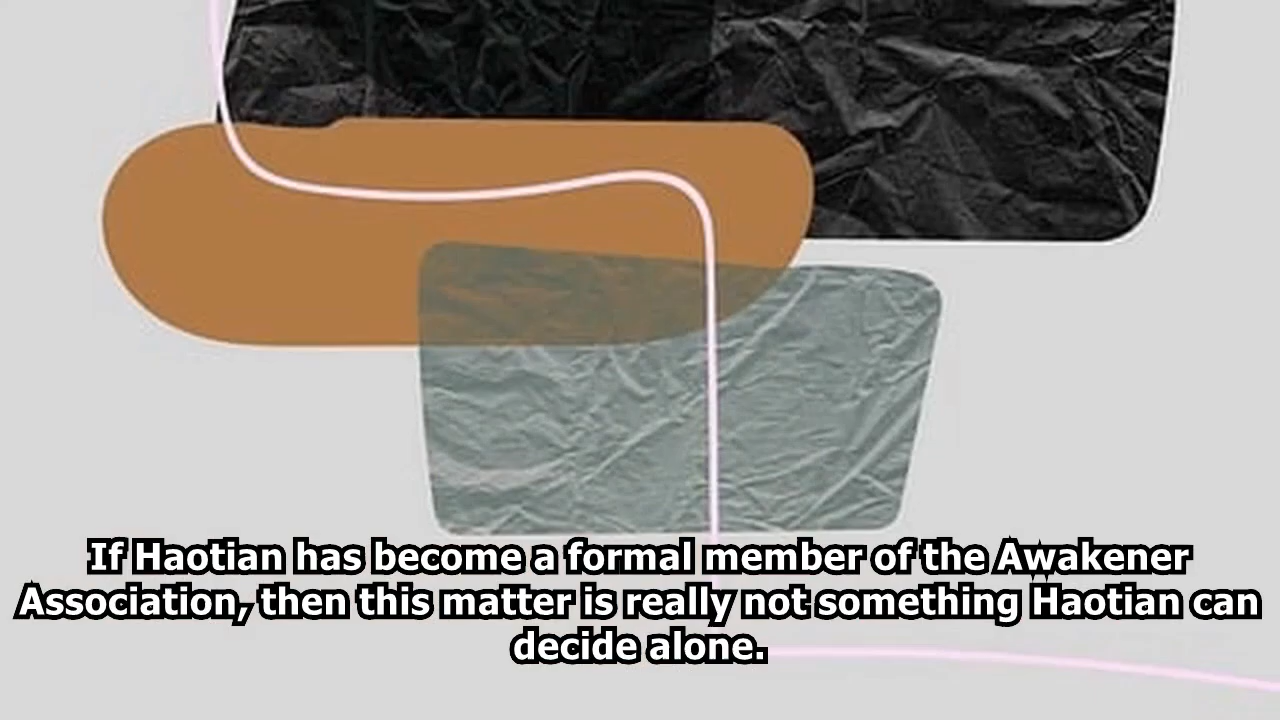 If Haotian has become a formal member of the Awakener
Association, then this matter is really not something Haotian can
decide alone.